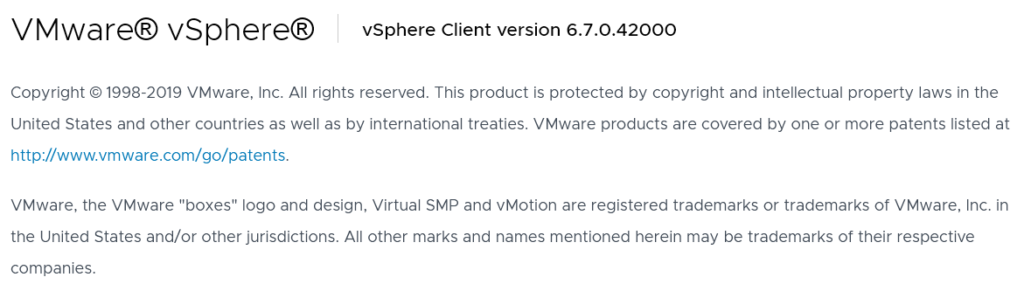 VMware® vSphere® vSphere Client version 6.7.0.42000
Copyright © 1998-2019 VMware, Inc. All rights reserved. This product is protected by copyright and intellectual property laws in the
United States and other countries as well as by international treaties. VMware products are covered by one or more patents listed at
http://www.vmware.com/go/patents.
VMware, the VMware "boxes" logo and design, Virtual SMP and vMotion are registered trademarks or trademarks of VMware, Inc. in
the United States and/or other jurisdictions. All other marks and names mentioned herein may be trademarks of their respective
companies.